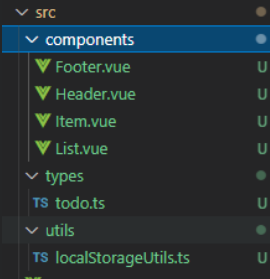 src
components
Footer.vue U
Header.vue U
Item.vue U
List.vue U
types
TS todo.ts U
utils
TS localStorageUtils.ts U